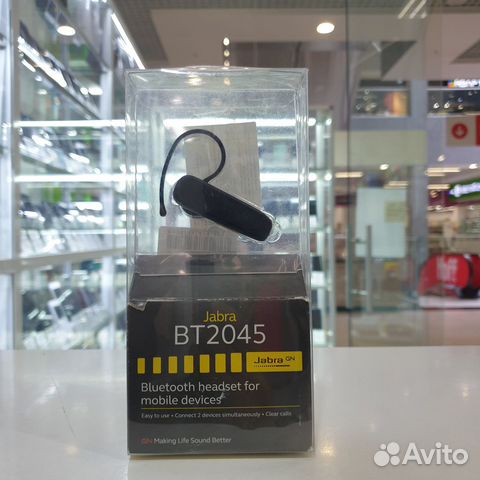 Jabra
BT2045
Jabra GN
Bluetooth headset for
mobile devices
Easy to use • Connect 2 devices simultaneously • Clear calls
GN Making Life Sound Better
Avito